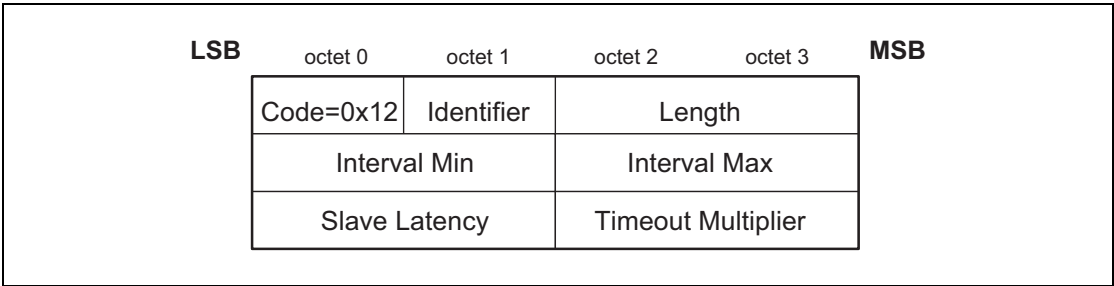 LSB octet 0 octet 1 octet 2 octet 3 MSB
Code=0x12 Identifier Length
Interval Min Interval Max
Slave Latency Timeout Multiplier